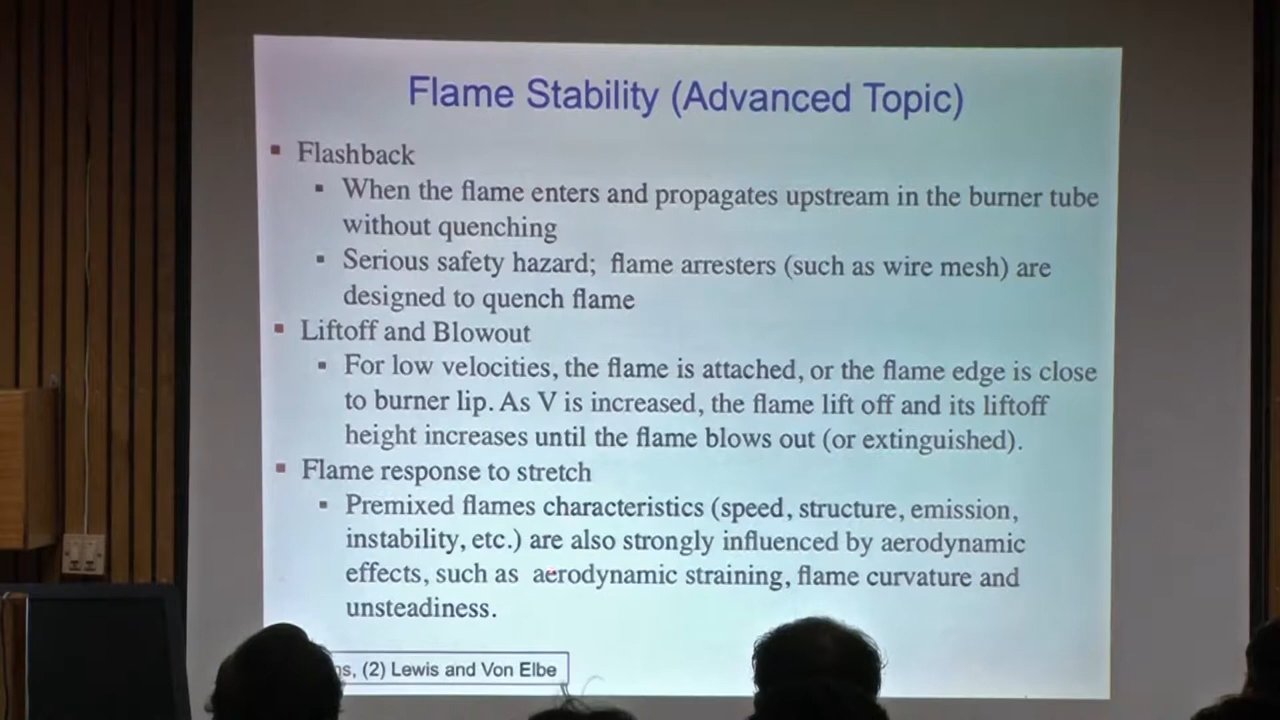 Flame Stability (Advanced Topic)
Flashback
When the flame enters and propagates upstream in the burner tube
without quenching
Serious safety hazard; flame arresters (such as wire mesh) are
designed to quench flame
Liftoff and Blowout
For low velocities, the flame is attached, or the flame edge is close
to burner lip. As V is increased, the flame lift off and its liftoff
height increases until the flame blows out (or extinguished).
Flame response to stretch
Premixed flames characteristics (speed, structure, emission,
instability, etc.) are also strongly influenced by aerodynamic
effects, such as aerodynamic straining, flame curvature and
unsteadiness.
(2) Lewis and Von Elbe